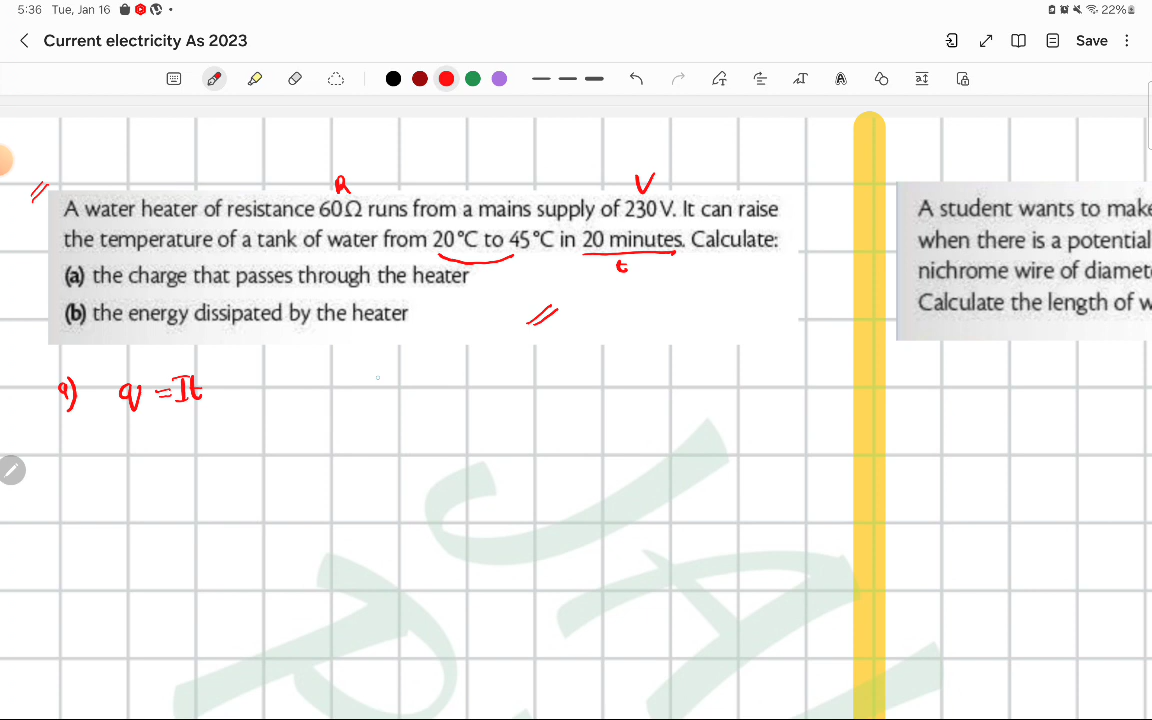 5:36 Tue, Jan 16
22%
Current electricity As 2023
Save
R
V
A water heater of resistance 60Ω runs from a mains supply of 230V. It can raise
the temperature of a tank of water from 20°C to 45°C in 20 minutes. Calculate:
t
(a) the charge that passes through the heater
(b) the energy dissipated by the heater
A student wants to make
when there is a potential
nichrome wire of diamet
Calculate the length of w
a) q = It